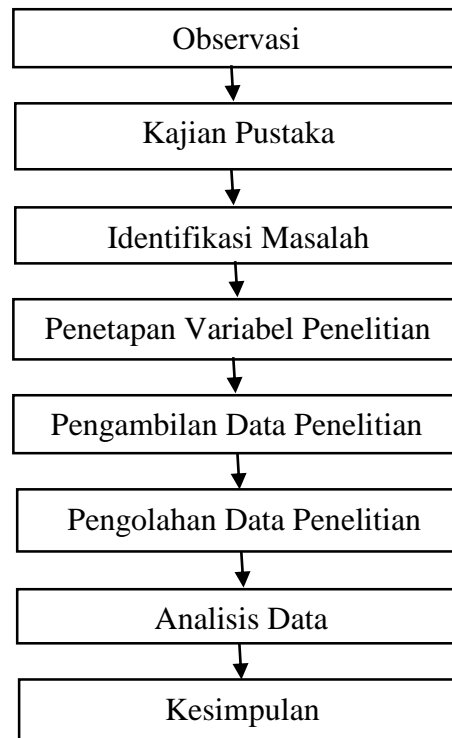 Observasi
Kajian Pustaka
Identifikasi Masalah
Penetapan Variabel Penelitian
Pengambilan Data Penelitian
Pengolahan Data Penelitian
Analisis Data
Kesimpulan